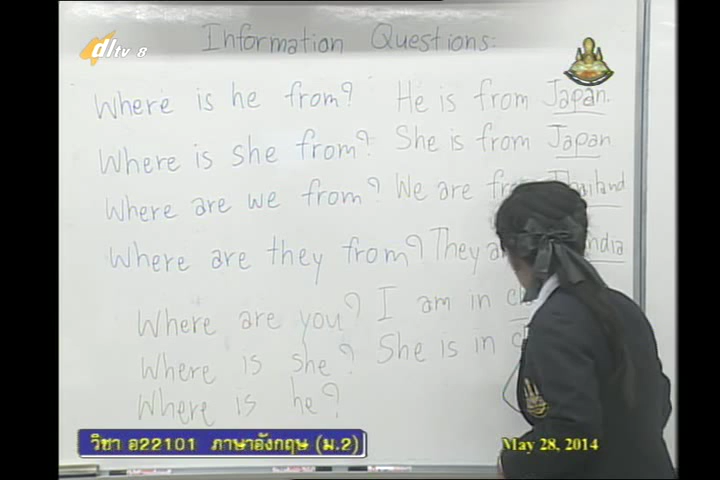 dltv 8
Information Questions:
Where is he from? He is from Japan.
Where is she from? She is from Japan
Where are we from? We are from Thailand
Where are they from? They
Where are you? I am in
Where is she? She is in
Where is he?
วิชา อ22101 ภาษาอังกฤษ (ม.2)
May 28, 2014